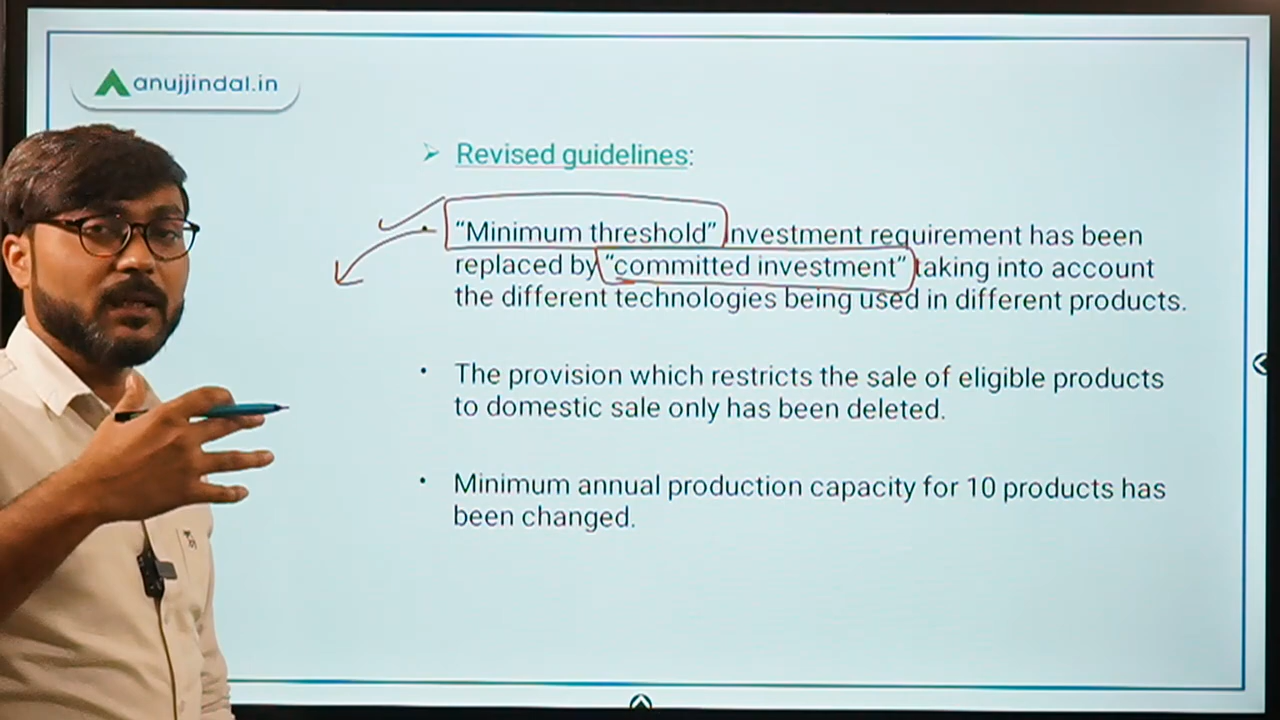 anujjindal.in
➢ Revised guidelines:
• “Minimum threshold” investment requirement has been
replaced by “committed investment” taking into account
the different technologies being used in different products.
• The provision which restricts the sale of eligible products
to domestic sale only has been deleted.
• Minimum annual production capacity for 10 products has
been changed.